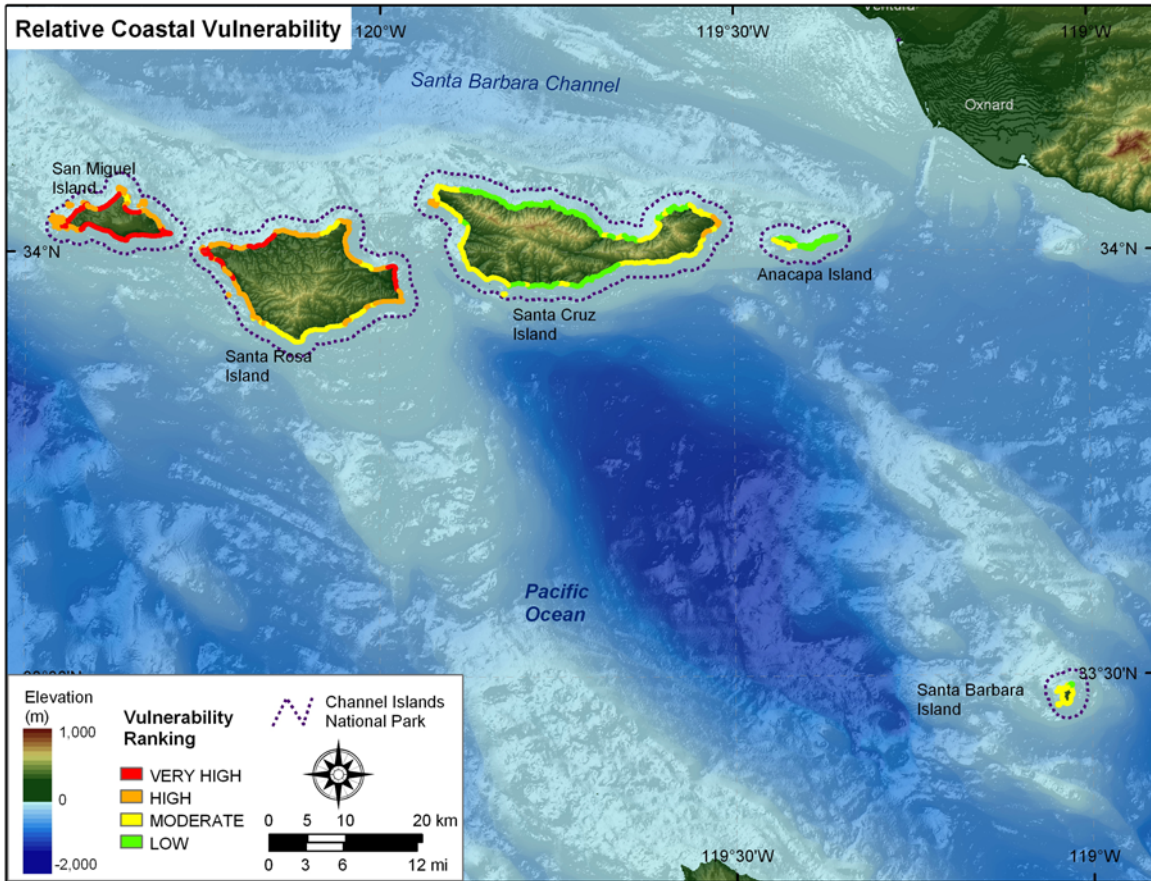 Relative Coastal Vulnerability
120°W
119°30'W
119°W
Ventura
Santa Barbara Channel
Oxnard
San Miguel
Island
34°N
34°N
Anacapa Island
Santa Cruz
Island
Santa Rosa
Island
Pacific
Ocean
33°30'N
Santa Barbara
Island
Elevation
(m)
1,000
0
-2,000
Vulnerability
Ranking
VERY HIGH
HIGH
MODERATE
LOW
Channel Islands
National Park
0 5 10 20 km
0 3 6 12 mi
119°30'W
119°W